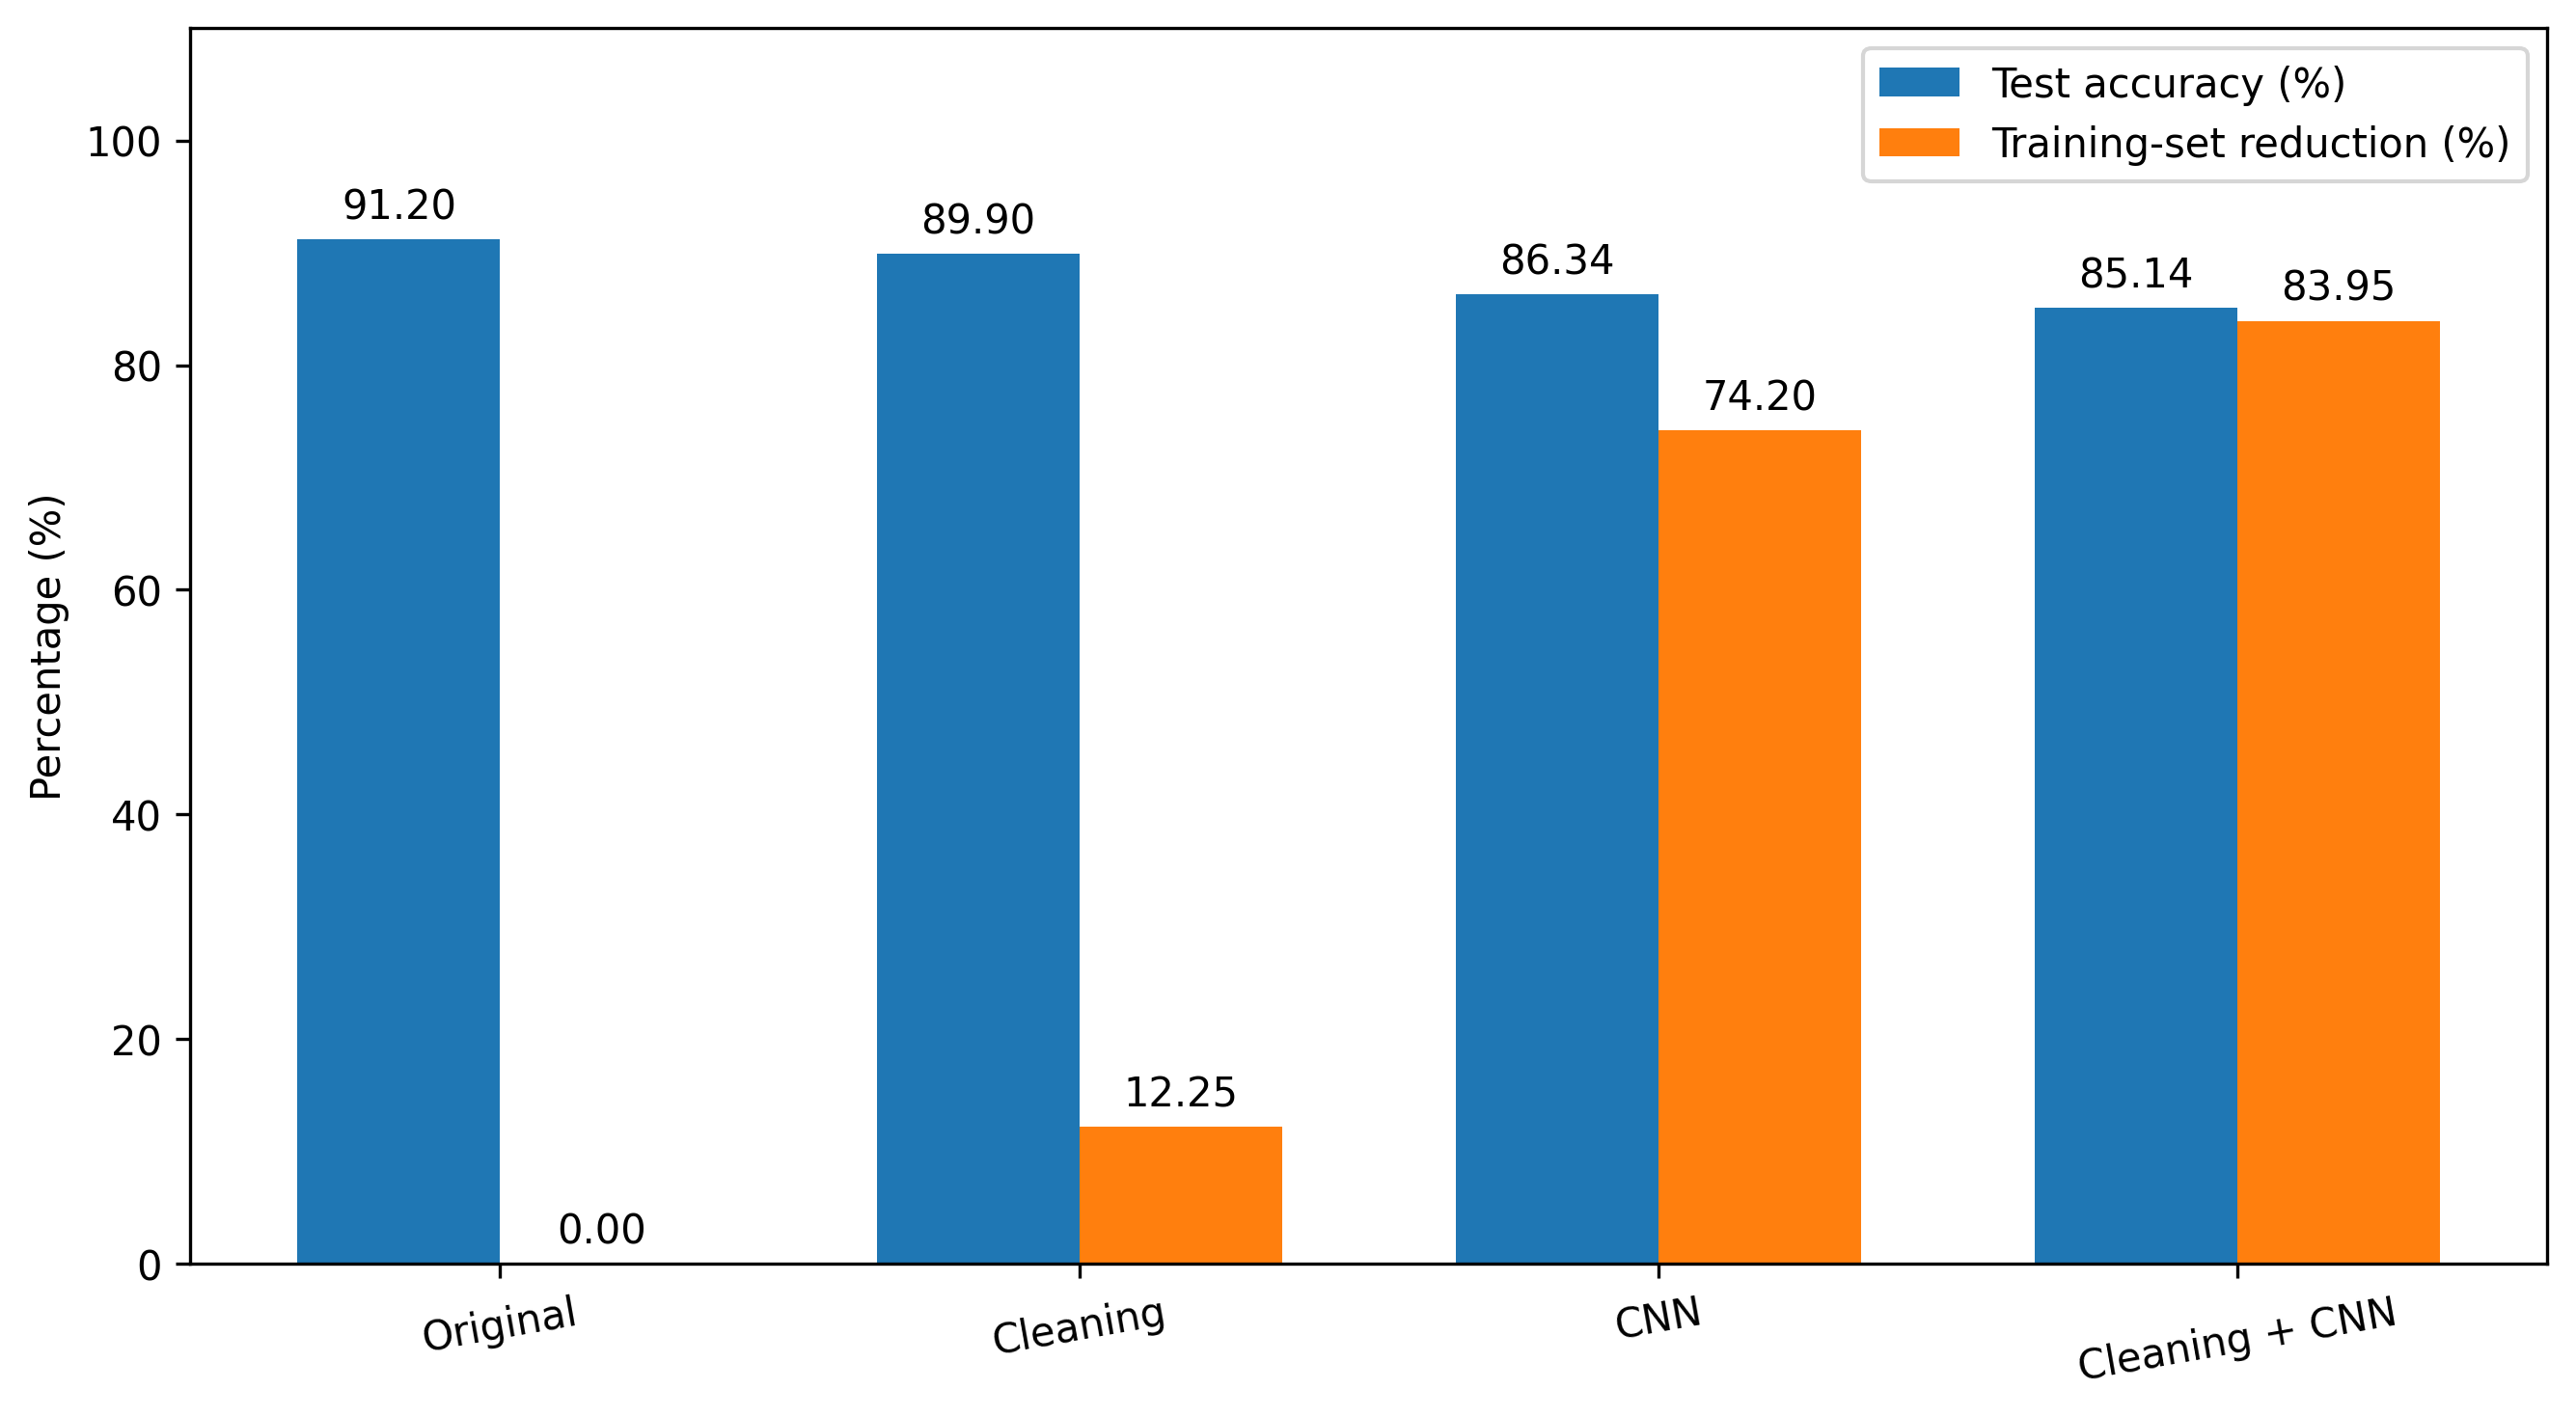 Test accuracy (%)
Training-set reduction (%)
Percentage (%)
100
80
60
40
20
0
91.20
0.00
89.90
12.25
86.34
74.20
85.14
83.95
Original
Cleaning
CNN
Cleaning + CNN